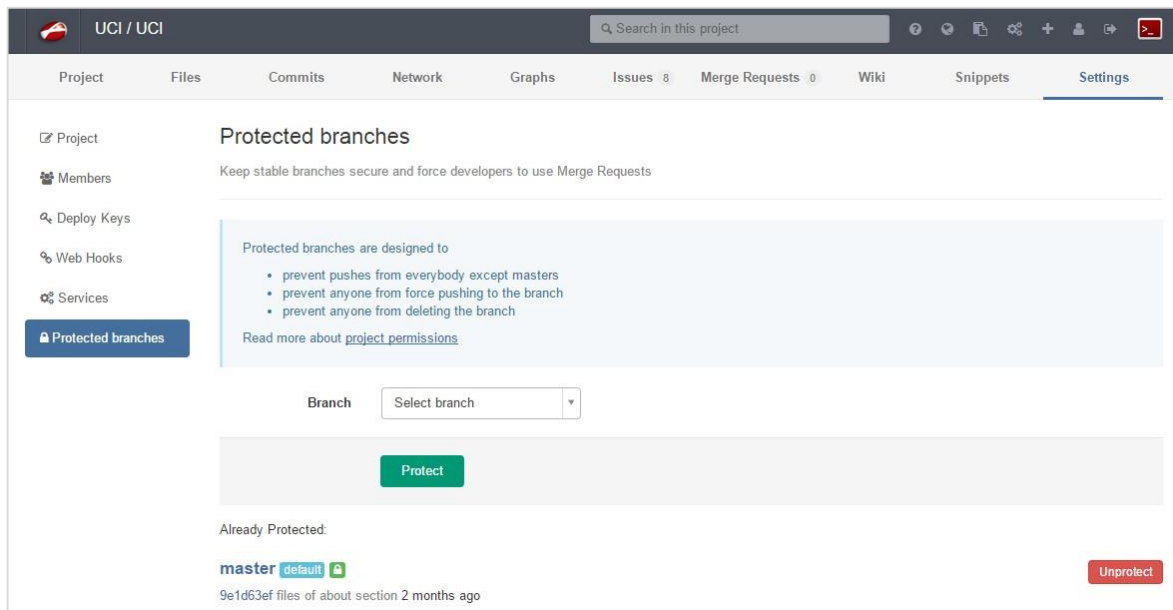 UCI / UCI
Search in this project
Project Files Commits Network Graphs Issues 8 Merge Requests 0 Wiki Snippets Settings
Project
Members
Deploy Keys
Web Hooks
Services
Protected branches
Protected branches
Keep stable branches secure and force developers to use Merge Requests
Protected branches are designed to
• prevent pushes from everybody except masters
• prevent anyone from force pushing to the branch
• prevent anyone from deleting the branch
Read more about project permissions
Branch Select branch
Protect
Already Protected:
master default
Unprotect
9e1d63ef files of about section 2 months ago